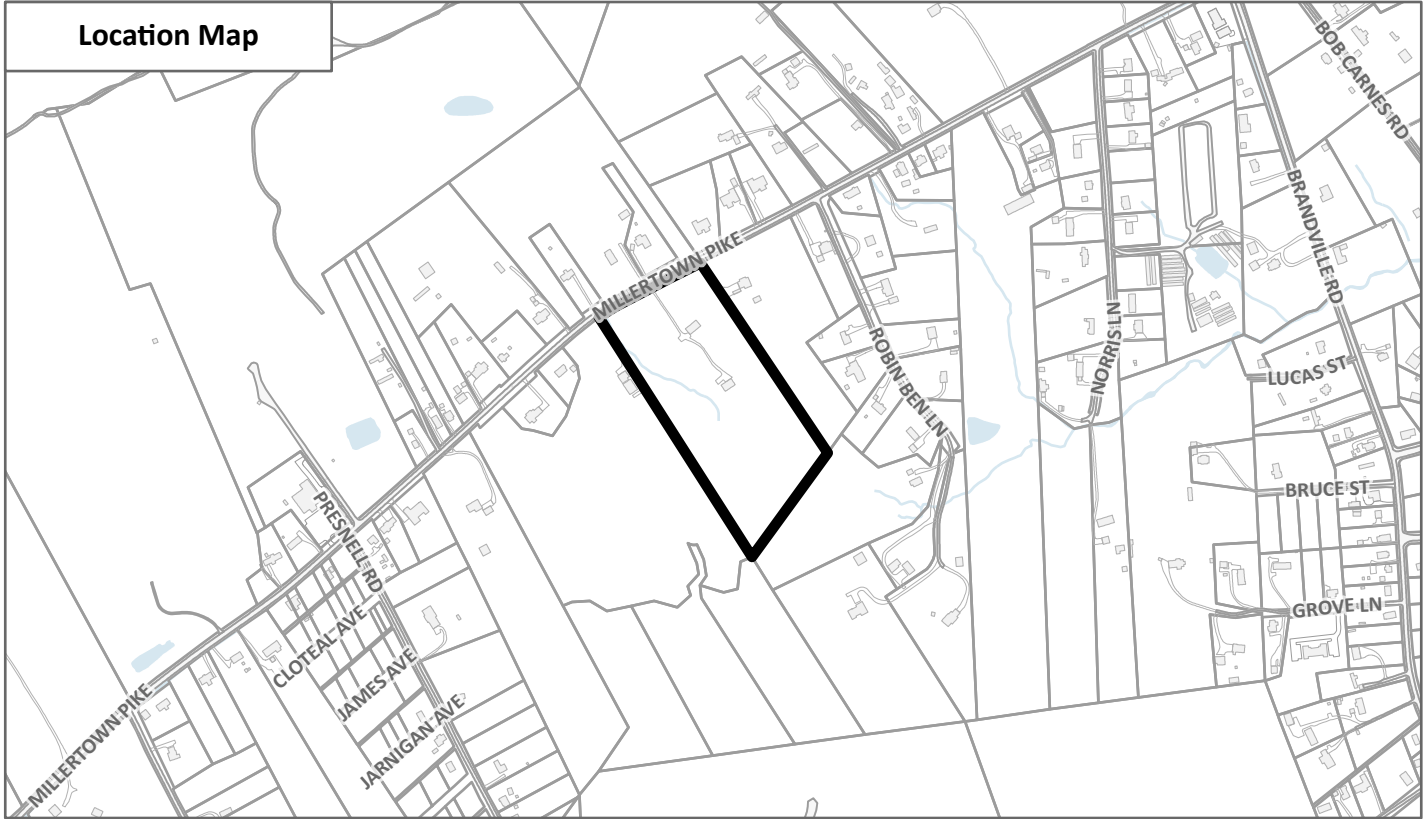 Location Map
BOB CARNES RD
BRANDVILLE RD
MILLERTOWN PIKE
ROBIN BEN LN
NORRIS LN
LUCAS ST
BRUCE ST
PRESNELL RD
GROVE LN
CLOTEAL AVE
JAMES AVE
JARNIGAN AVE
MILLERTOWN PIKE